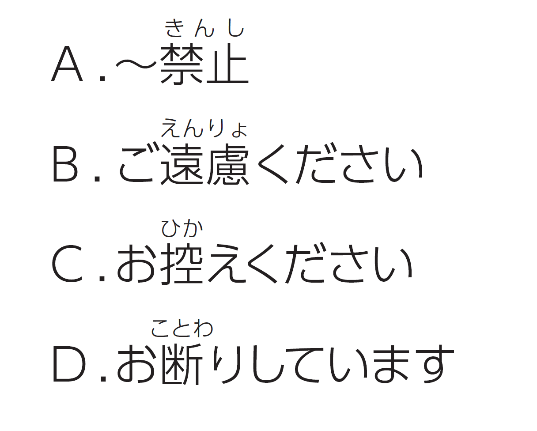 きんし
A.～禁止
えんりょ
B.ご遠慮ください
ひか
C.お控えください
ことわ
D.お断りしています